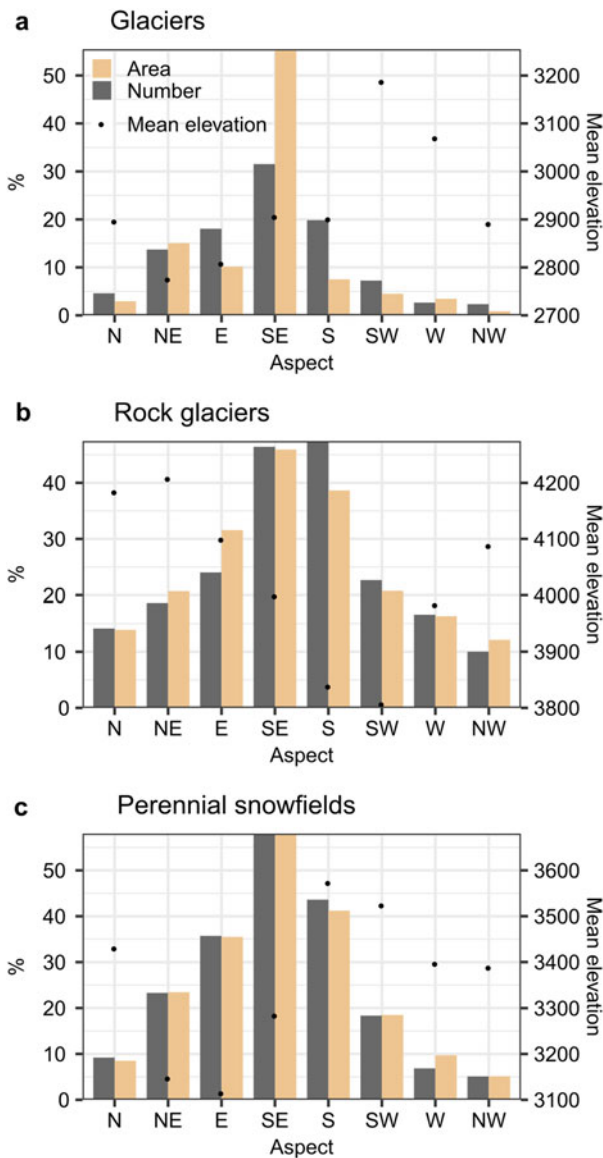 a Glaciers
50
40
30
20
10
0
%
Area
Number
Mean elevation
3200
3100
3000
2900
2800
2700
Mean elevation
N NE E SE S SW W NW
Aspect
b Rock glaciers
40
30
20
10
0
%
4200
4100
4000
3900
3800
Mean elevation
N NE E SE S SW W NW
Aspect
c Perennial snowfields
50
40
30
20
10
0
%
3600
3500
3400
3300
3200
3100
Mean elevation
N NE E SE S SW W NW
Aspect